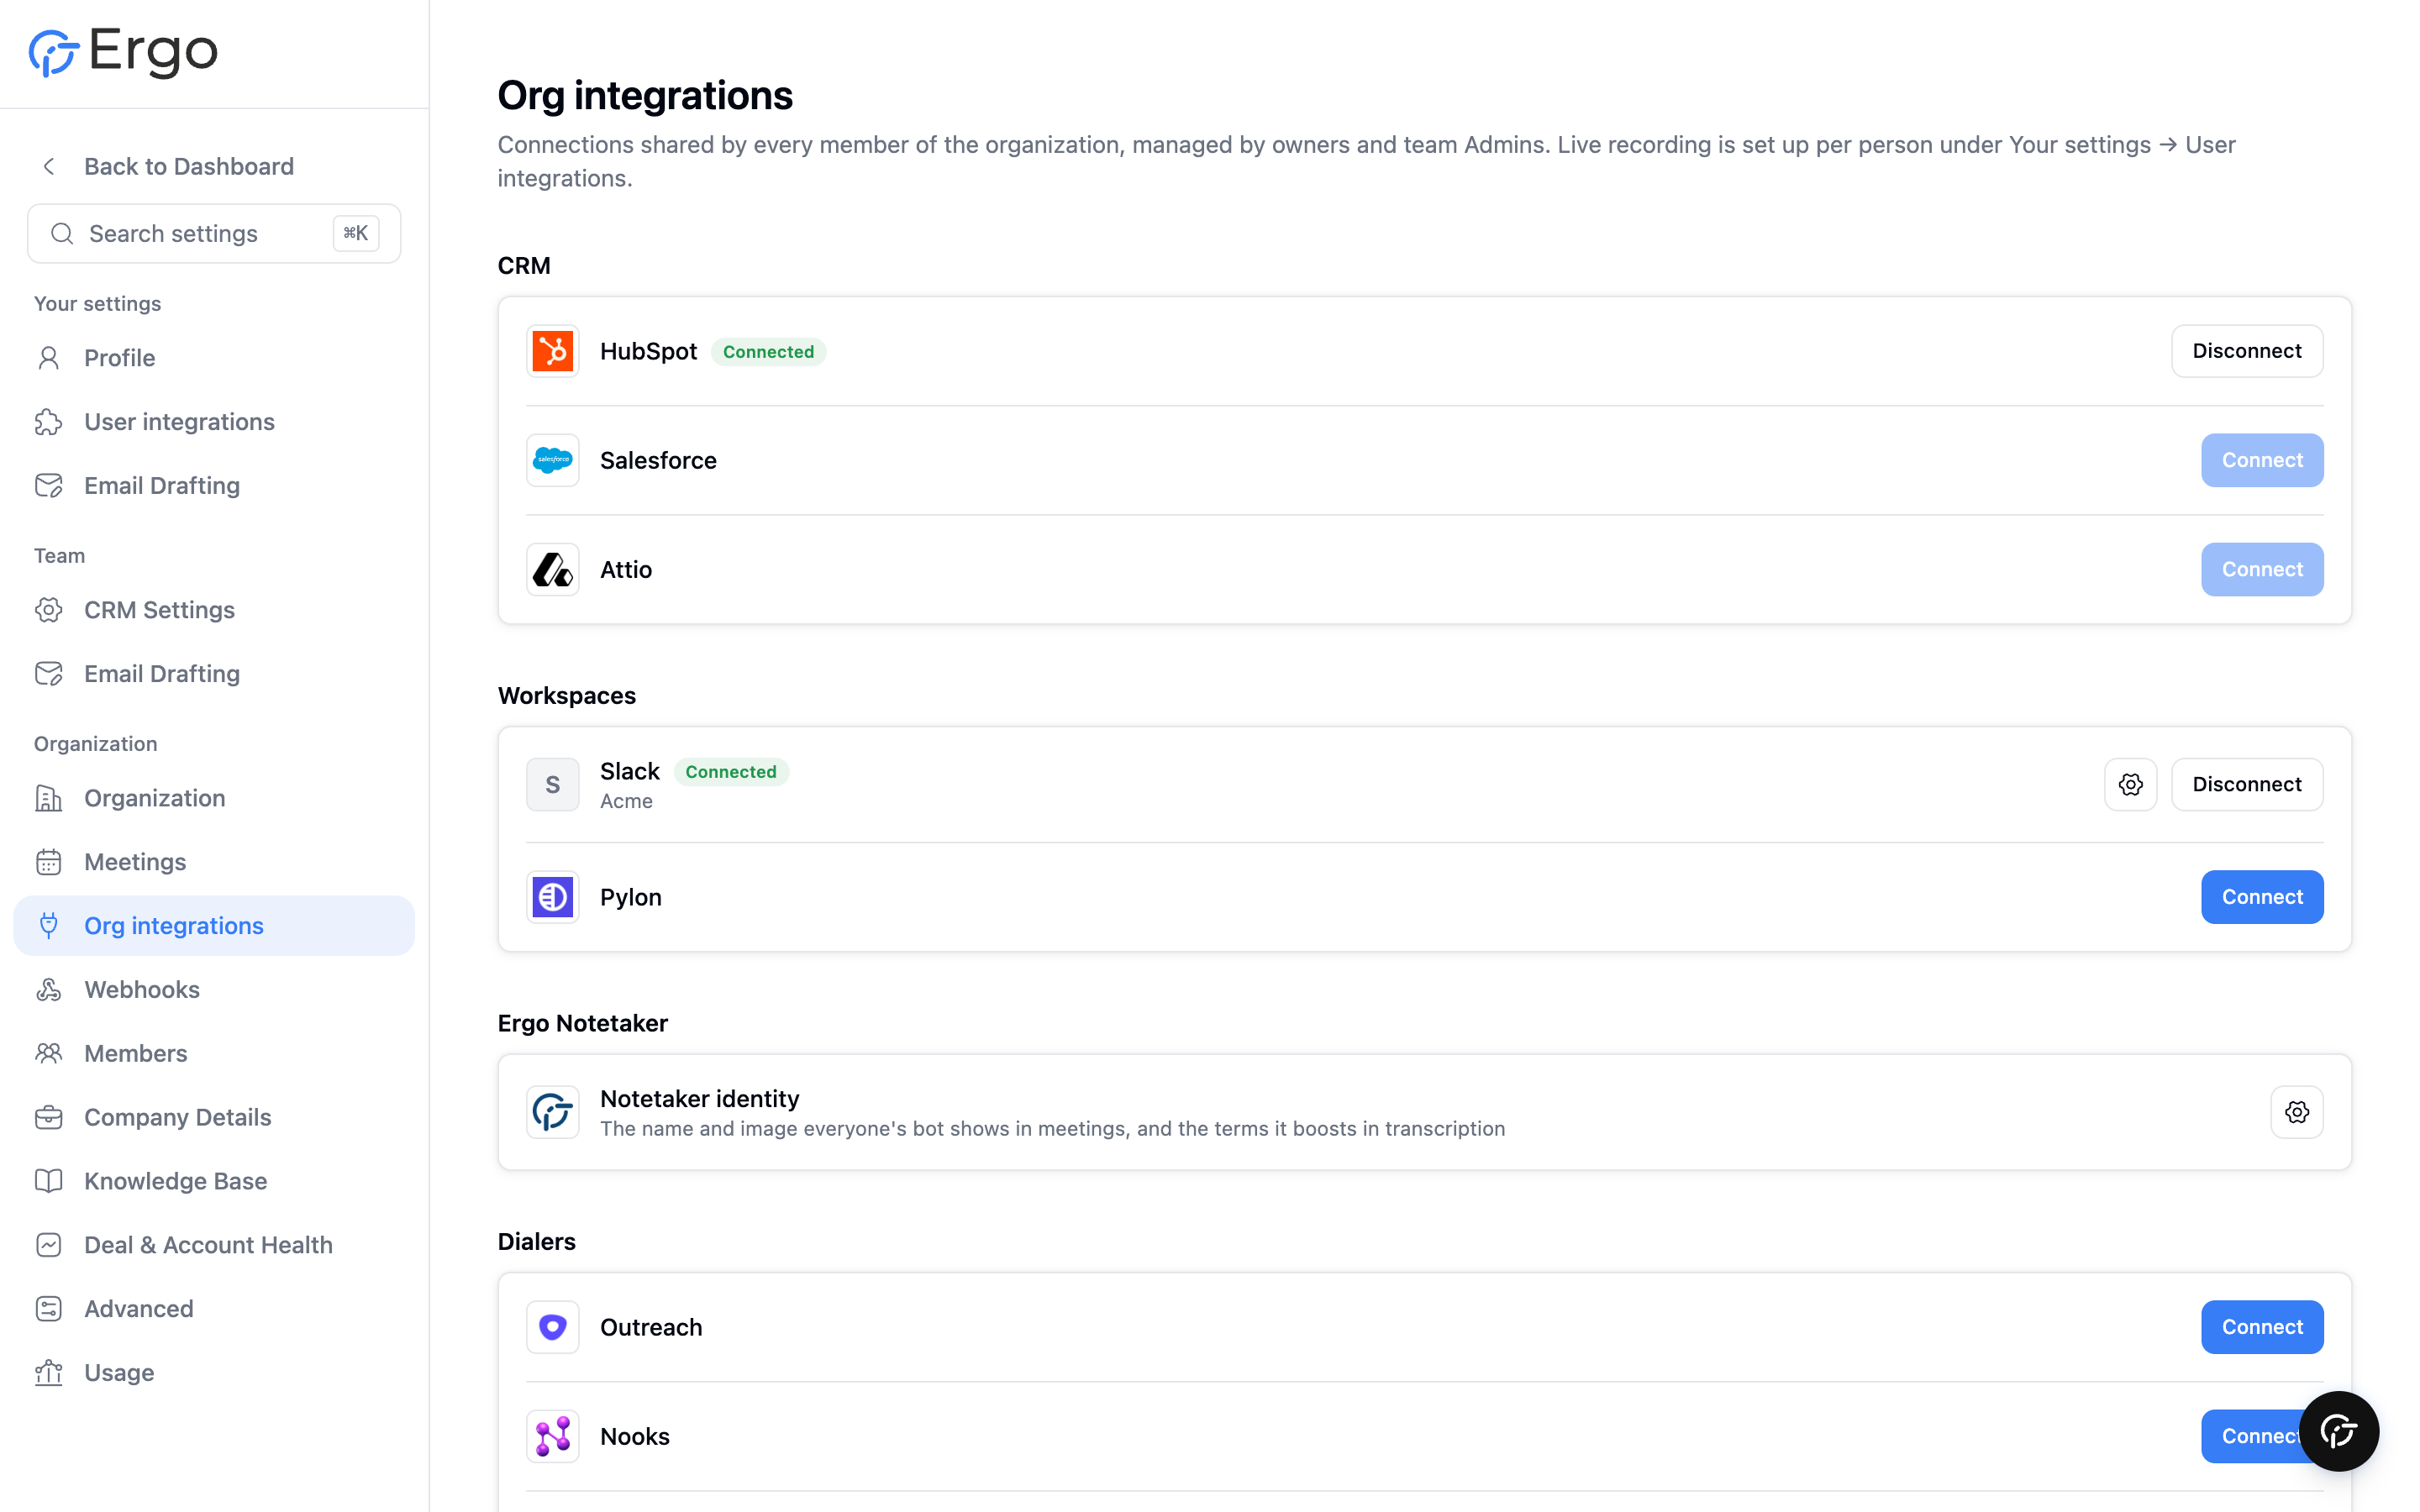 Ergo
Back to Dashboard
Search settings
⌘K
Your settings
Profile
User integrations
Email Drafting
Team
CRM Settings
Email Drafting
Organization
Organization
Meetings
Org integrations
Webhooks
Members
Company Details
Knowledge Base
Deal & Account Health
Advanced
Usage
Org integrations
Connections shared by every member of the organization, managed by owners and team Admins. Live recording is set up per person under Your settings → User
integrations.
CRM
HubSpot
Connected
Disconnect
salesforce
Salesforce
Connect
Attio
Connect
Workspaces
S
Slack
Connected
Acme
Disconnect
Pylon
Connect
Ergo Notetaker
Notetaker identity
The name and image everyone's bot shows in meetings, and the terms it boosts in transcription
Dialers
Outreach
Connect
Nooks
Connect